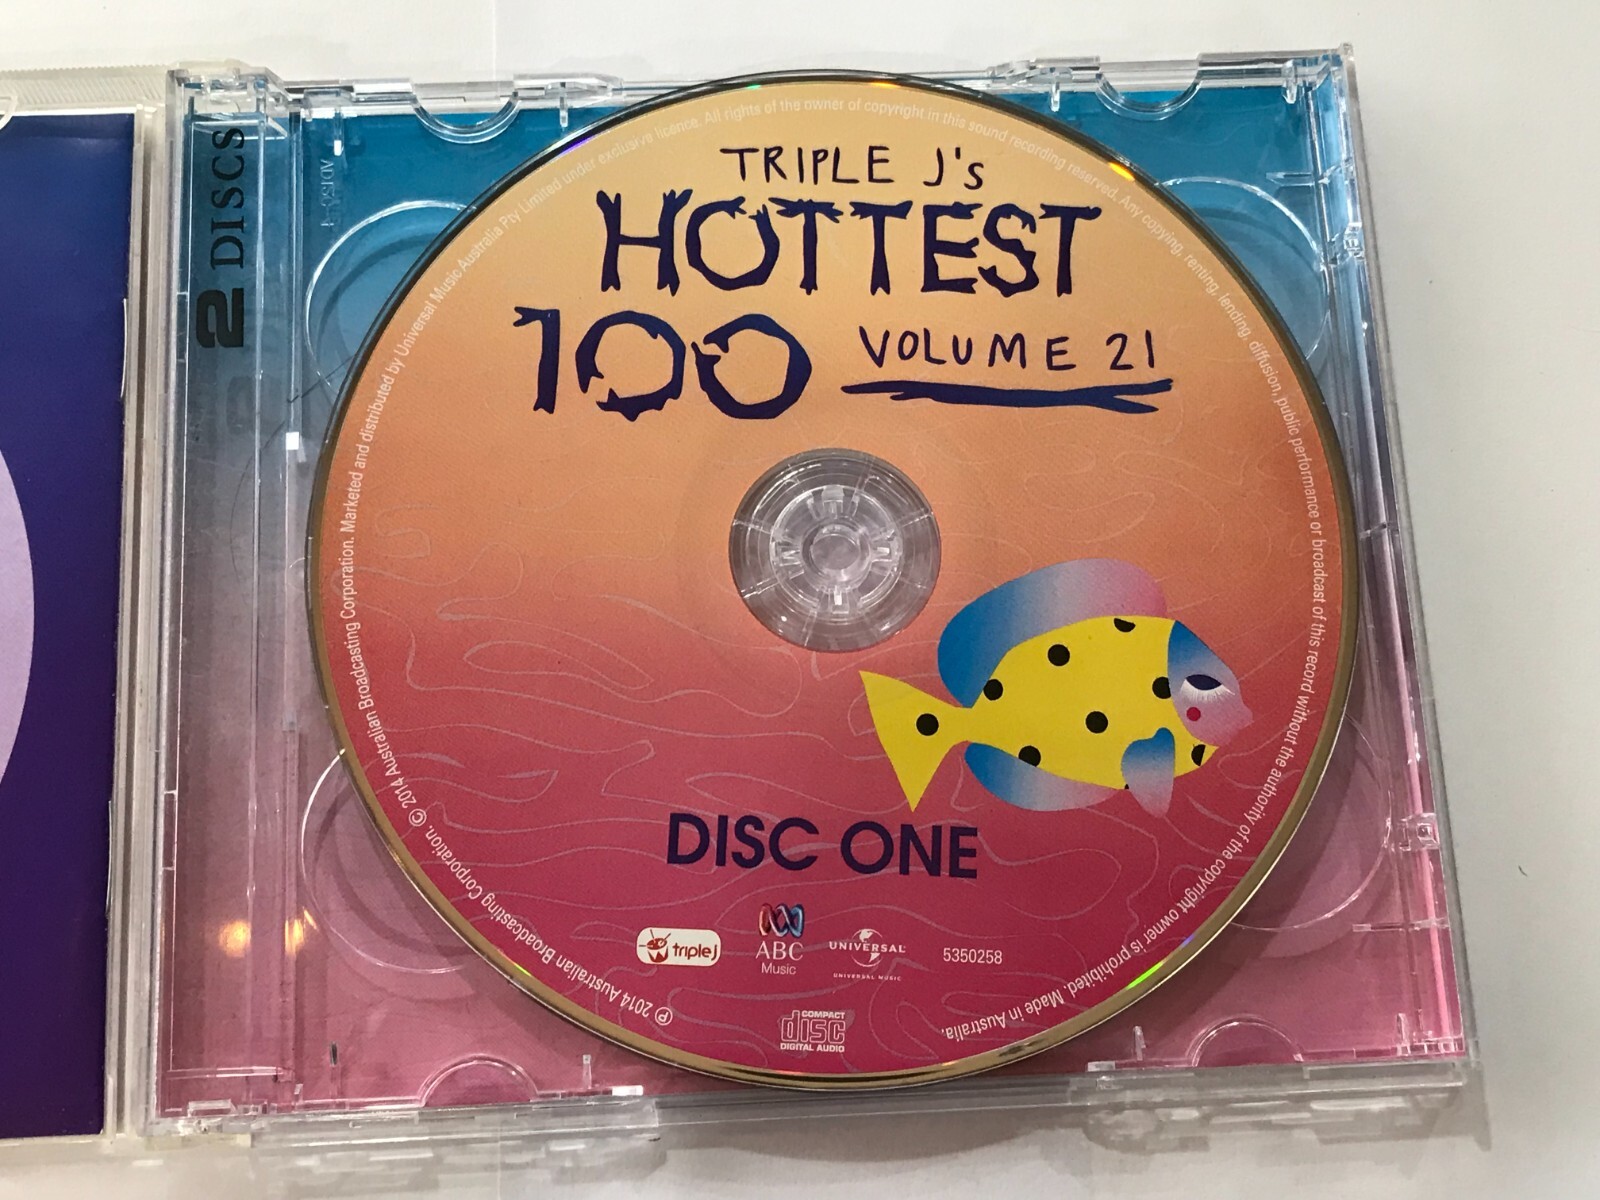 2 DISCS
TRIPLE J's
HOTTEST
100 VOLUME 21
DISC ONE
triple j
ABC
Music
UNIVERSAL
UNIVERSAL MUSIC
5350258
COMPACT
disc
DIGITAL AUDIO
℗ 2014 Australian Broadcasting Corporation. © 2014 Australian Broadcasting Corporation. Marketed and distributed by Universal Music Australia Pty Limited under exclusive licence. All rights of the owner of copyright in this sound recording reserved. Any copying, renting, lending, diffusion, public performance or broadcast of this record without the authority of the copyright owner is prohibited. Made in Australia.